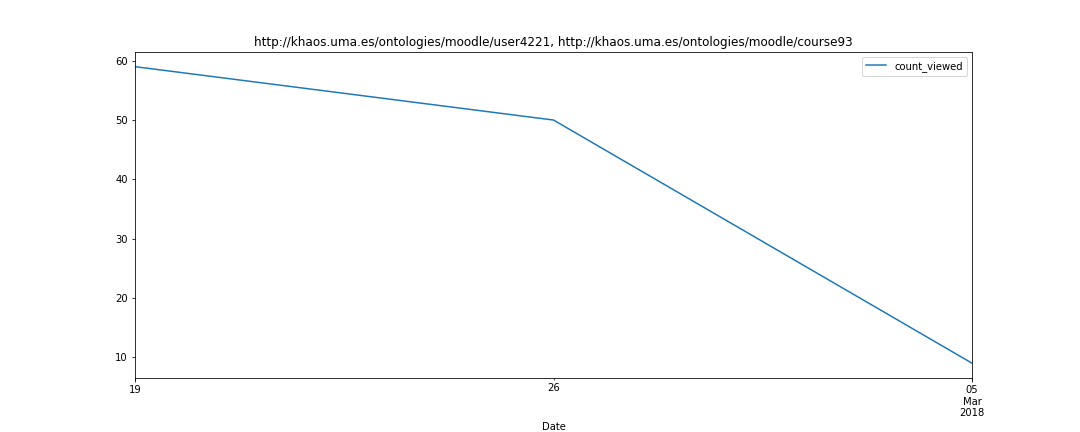 http://khaos.uma.es/ontologies/moodle/user4221, http://khaos.uma.es/ontologies/moodle/course93
count_viewed
60
50
40
30
20
10
19
26
05
Mar
2018
Date